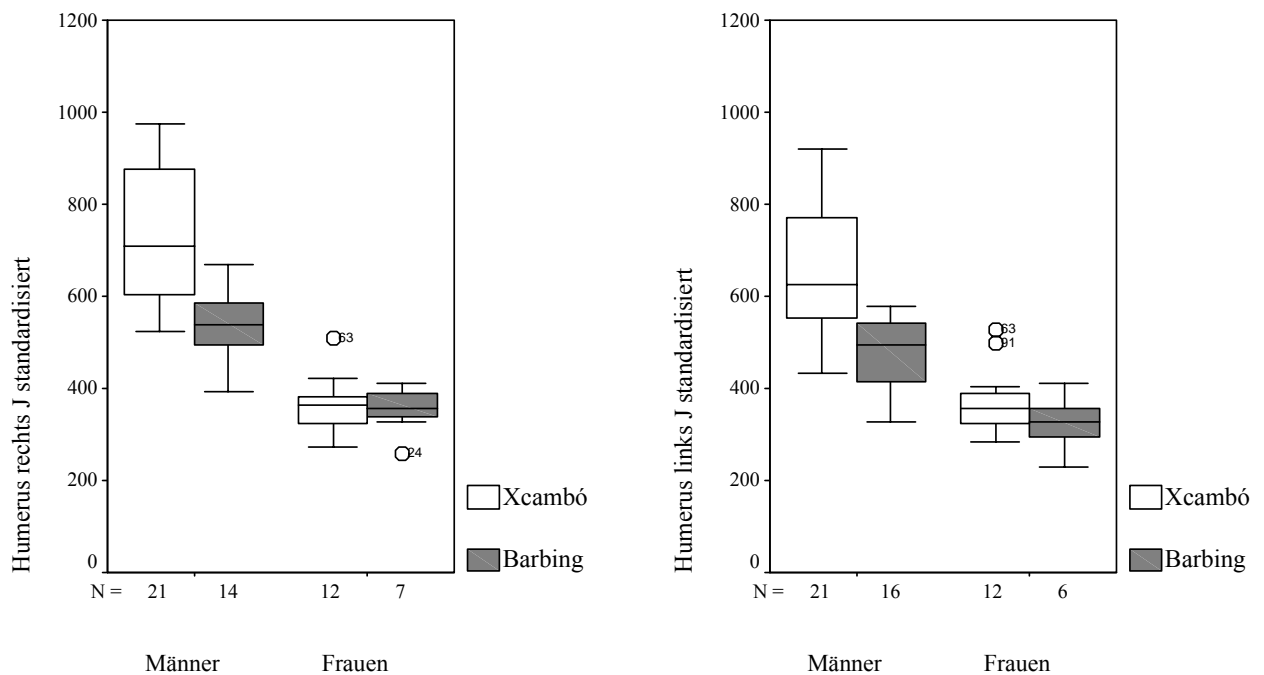 Humerus rechts J standardisiert
1200
1000
800
600
400
200
0
63
24
N = 21 14 12 7
Männer Frauen
Xcambó
Barbing
Humerus links J standardisiert
1200
1000
800
600
400
200
0
63
91
N = 21 16 12 6
Männer Frauen
Xcambó
Barbing